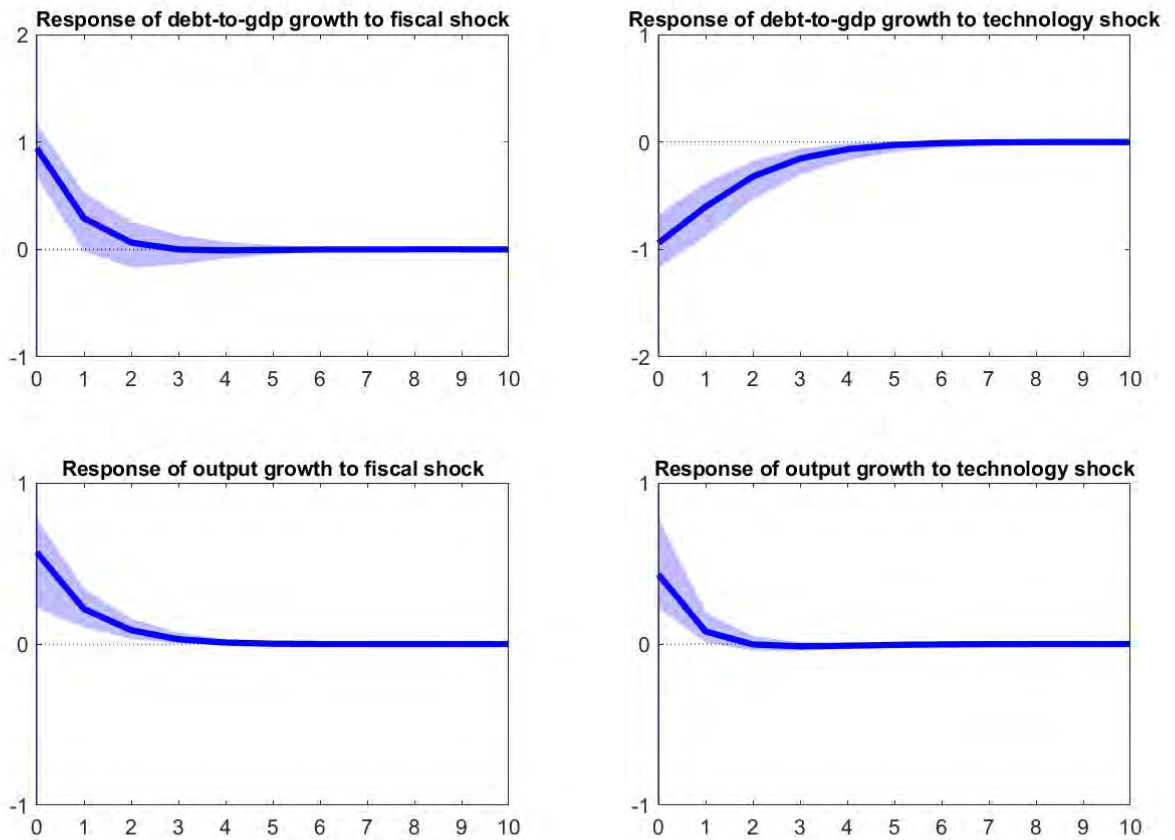 Response of debt-to-gdp growth to fiscal shock
2
1
0
-1
0 1 2 3 4 5 6 7 8 9 10
Response of debt-to-gdp growth to technology shock
1
0
-1
-2
0 1 2 3 4 5 6 7 8 9 10
Response of output growth to fiscal shock
1
0
-1
0 1 2 3 4 5 6 7 8 9 10
Response of output growth to technology shock
1
0
-1
0 1 2 3 4 5 6 7 8 9 10